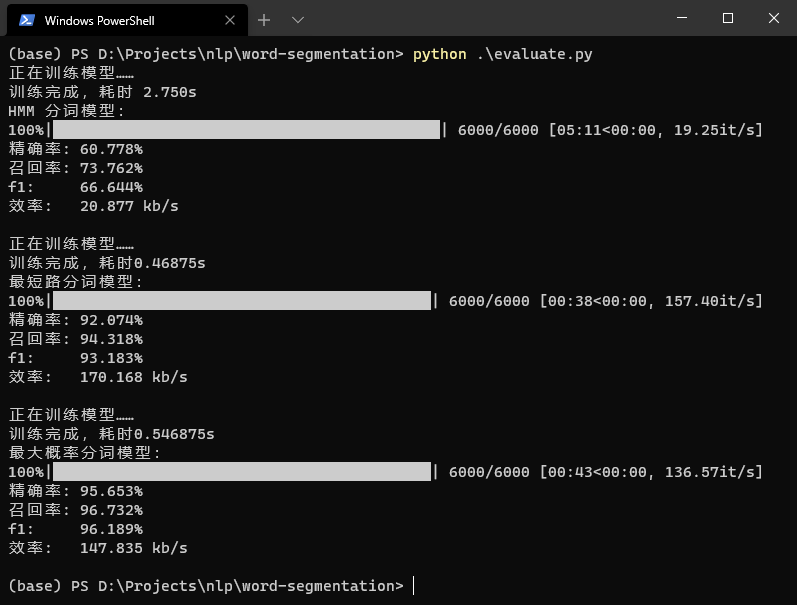 Windows PowerShell
(base) PS D:\Projects\nlp\word-segmentation> python .\evaluate.py
正在训练模型……
训练完成, 耗时 2.750s
HMM 分词模型:
100%| | 6000/6000 [05:11<00:00, 19.25it/s]
精确率: 60.778%
召回率: 73.762%
f1: 66.644%
效率: 20.877 kb/s
正在训练模型……
训练完成, 耗时0.46875s
最短路分词模型:
100%| | 6000/6000 [00:38<00:00, 157.40it/s]
精确率: 92.074%
召回率: 94.318%
f1: 93.183%
效率: 170.168 kb/s
正在训练模型……
训练完成, 耗时0.546875s
最大概率分词模型:
100%| | 6000/6000 [00:43<00:00, 136.57it/s]
精确率: 95.653%
召回率: 96.732%
f1: 96.189%
效率: 147.835 kb/s
(base) PS D:\Projects\nlp\word-segmentation>